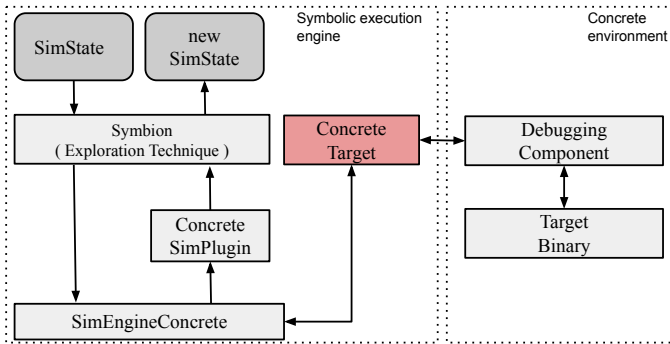 SimState
new
SimState
Symbolic execution
engine
Concrete
environment
Symbion
( Exploration Technique )
Concrete
Target
Debugging
Component
Concrete
SimPlugin
Target
Binary
SimEngineConcrete